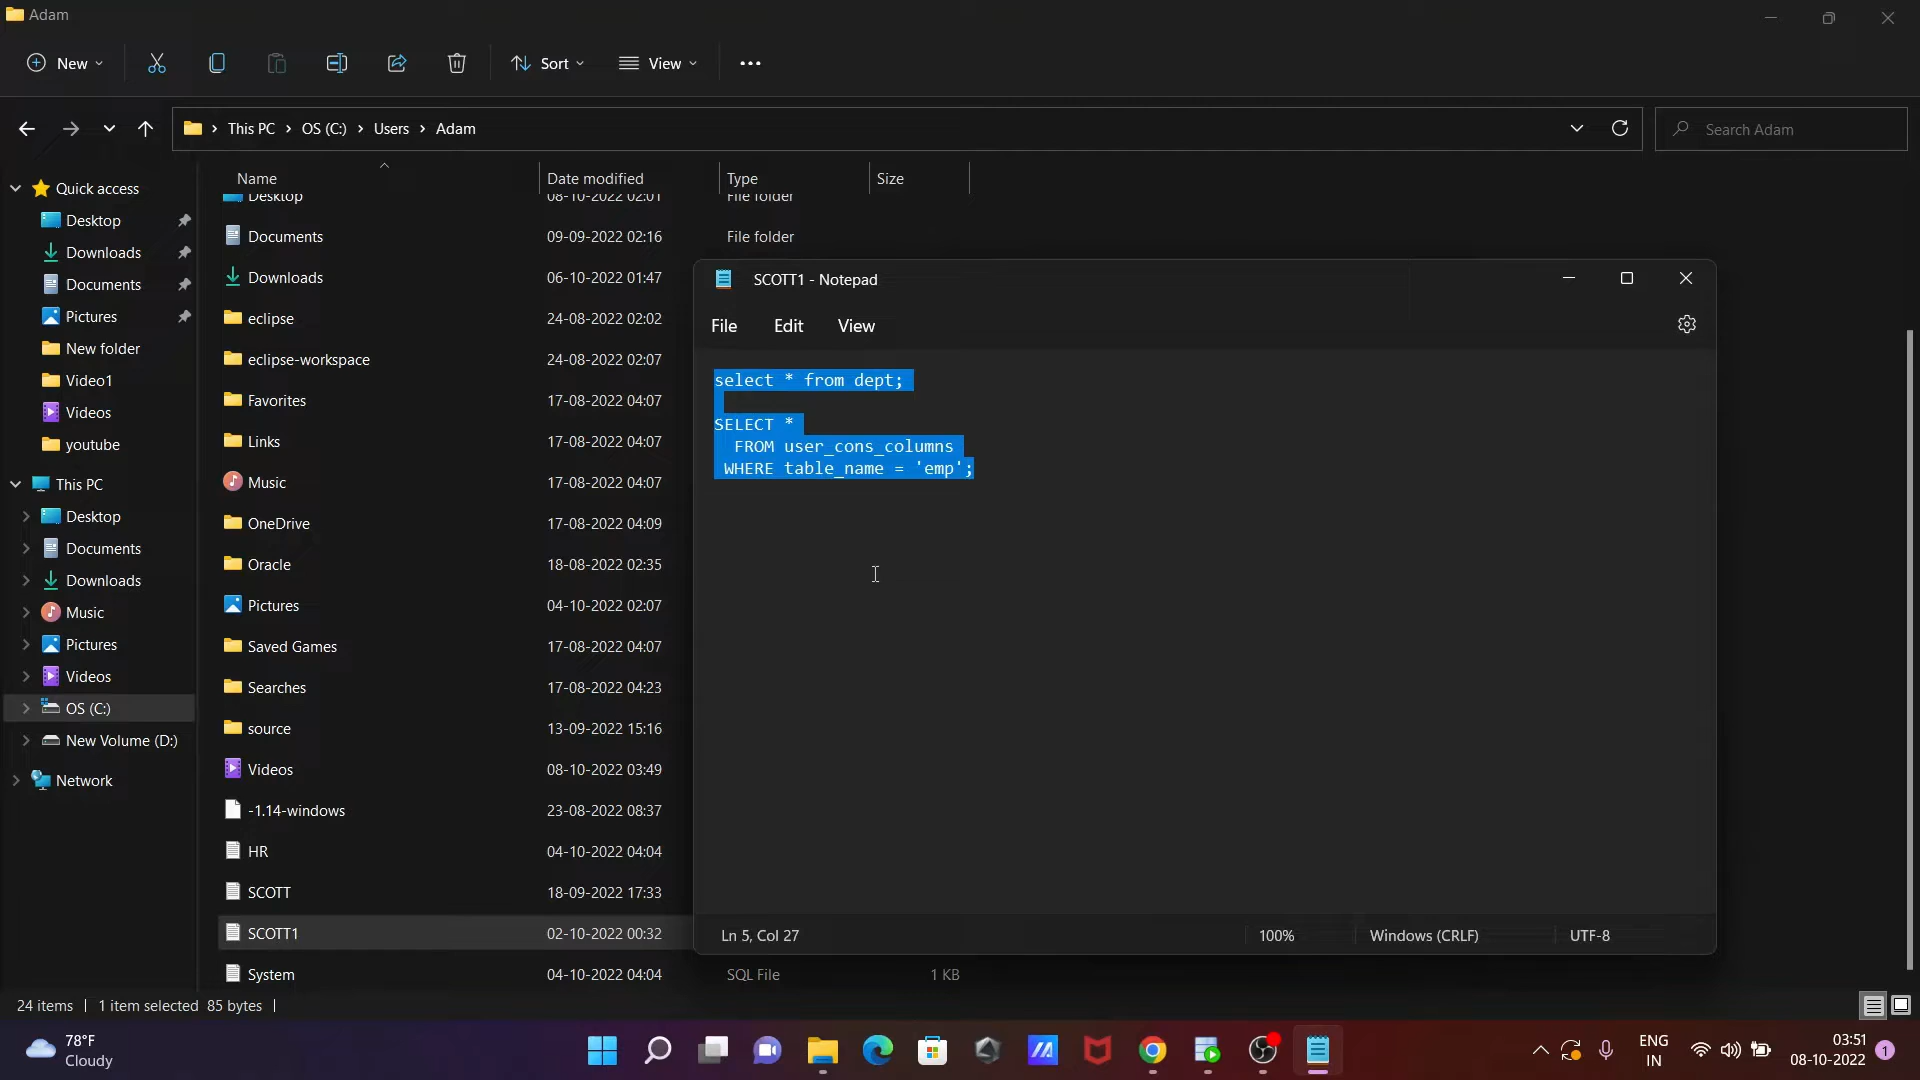 Adam
New
Sort
View
This PC
OS (C:)
Users
Adam
Search Adam
Name
Date modified
Type
Size
Quick access
Desktop
Downloads
Documents
Pictures
New folder
Video1
Videos
youtube
This PC
Desktop
Documents
Downloads
Music
Pictures
Videos
OS (C:)
New Volume (D:)
Network
Desktop 08-10-2022 02:01 File folder
Documents 09-09-2022 02:16 File folder
Downloads 06-10-2022 01:47
eclipse 24-08-2022 02:02
eclipse-workspace 24-08-2022 02:07
Favorites 17-08-2022 04:07
Links 17-08-2022 04:07
Music 17-08-2022 04:07
OneDrive 17-08-2022 04:09
Oracle 18-08-2022 02:35
Pictures 04-10-2022 02:07
Saved Games 17-08-2022 04:07
Searches 17-08-2022 04:23
source 13-09-2022 15:16
Videos 08-10-2022 03:49
-1.14-windows 23-08-2022 08:37
HR 04-10-2022 04:04
SCOTT 18-09-2022 17:33
SCOTT1 02-10-2022 00:32
System 04-10-2022 04:04 SQL File 1 KB
SCOTT1 - Notepad
File Edit View
select * from dept;
SELECT *
FROM user_cons_columns
WHERE table_name = 'emp';
Ln 5, Col 27
100%
Windows (CRLF)
UTF-8
24 items
1 item selected 85 bytes
78°F
Cloudy
ENG
IN
03:51
08-10-2022
1